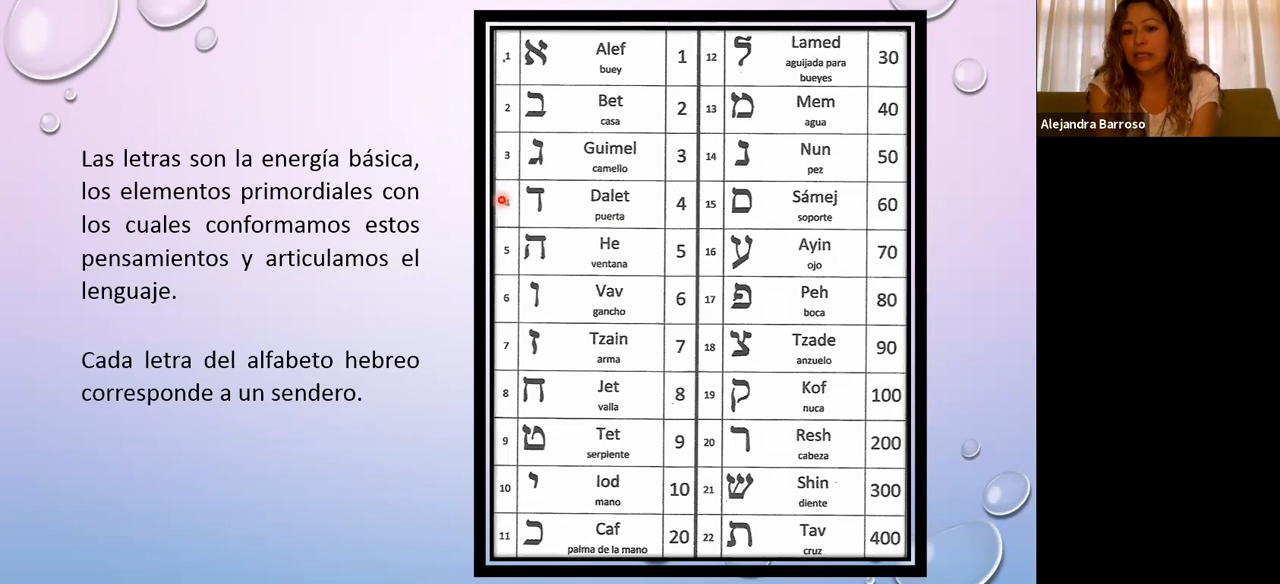 Las letras son la energía básica,
los elementos primordiales con
los cuales conformamos estos
pensamientos y articulamos el
lenguaje.
Cada letra del alfabeto hebreo
corresponde a un sendero.
1 א Alef 1
buey
2 ב Bet 2
casa
3 ג Guimel 3
camello
ד Dalet 4
puerta
5 ה He 5
ventana
6 ו Vav 6
gancho
7 ז Tzain 7
arma
8 ח Jet 8
valla
9 ט Tet 9
serpiente
10 י Iod 10
mano
11 כ Caf 20
palma de la mano
12 ל Lamed 30
aguijada para
bueyes
13 מ Mem 40
agua
14 נ Nun 50
pez
15 ם Sámej 60
soporte
16 ע Ayin 70
ojo
17 פ Peh 80
boca
18 צ Tzade 90
anzuelo
19 ק Kof 100
nuca
20 ר Resh 200
cabeza
21 ש Shin 300
diente
22 ת Tav 400
cruz
Alejandra Barroso